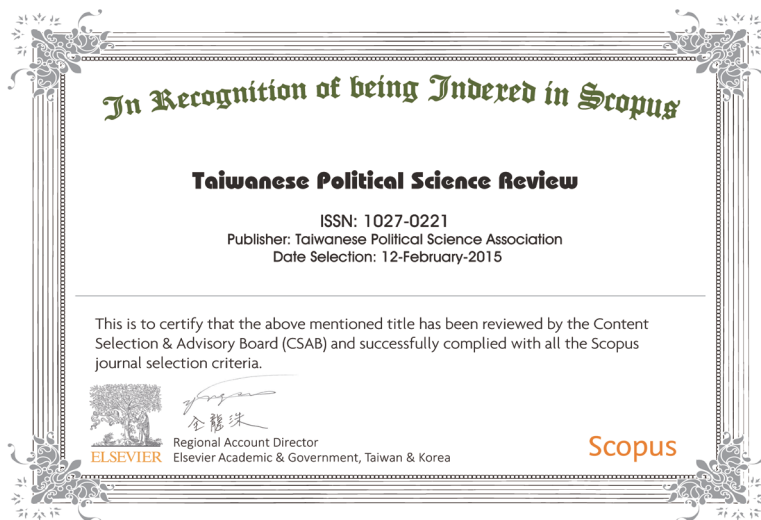 In Recognition of being Indexed in Scopus
Taiwanese Political Science Review
ISSN: 1027-0221
Publisher: Taiwanese Political Science Association
Date Selection: 12-February-2015
This is to certify that the above mentioned title has been reviewed by the Content
Selection & Advisory Board (CSAB) and successfully complied with all the Scopus
journal selection criteria.
Regional Account Director
ELSEVIER Elsevier Academic & Government, Taiwan & Korea
Scopus